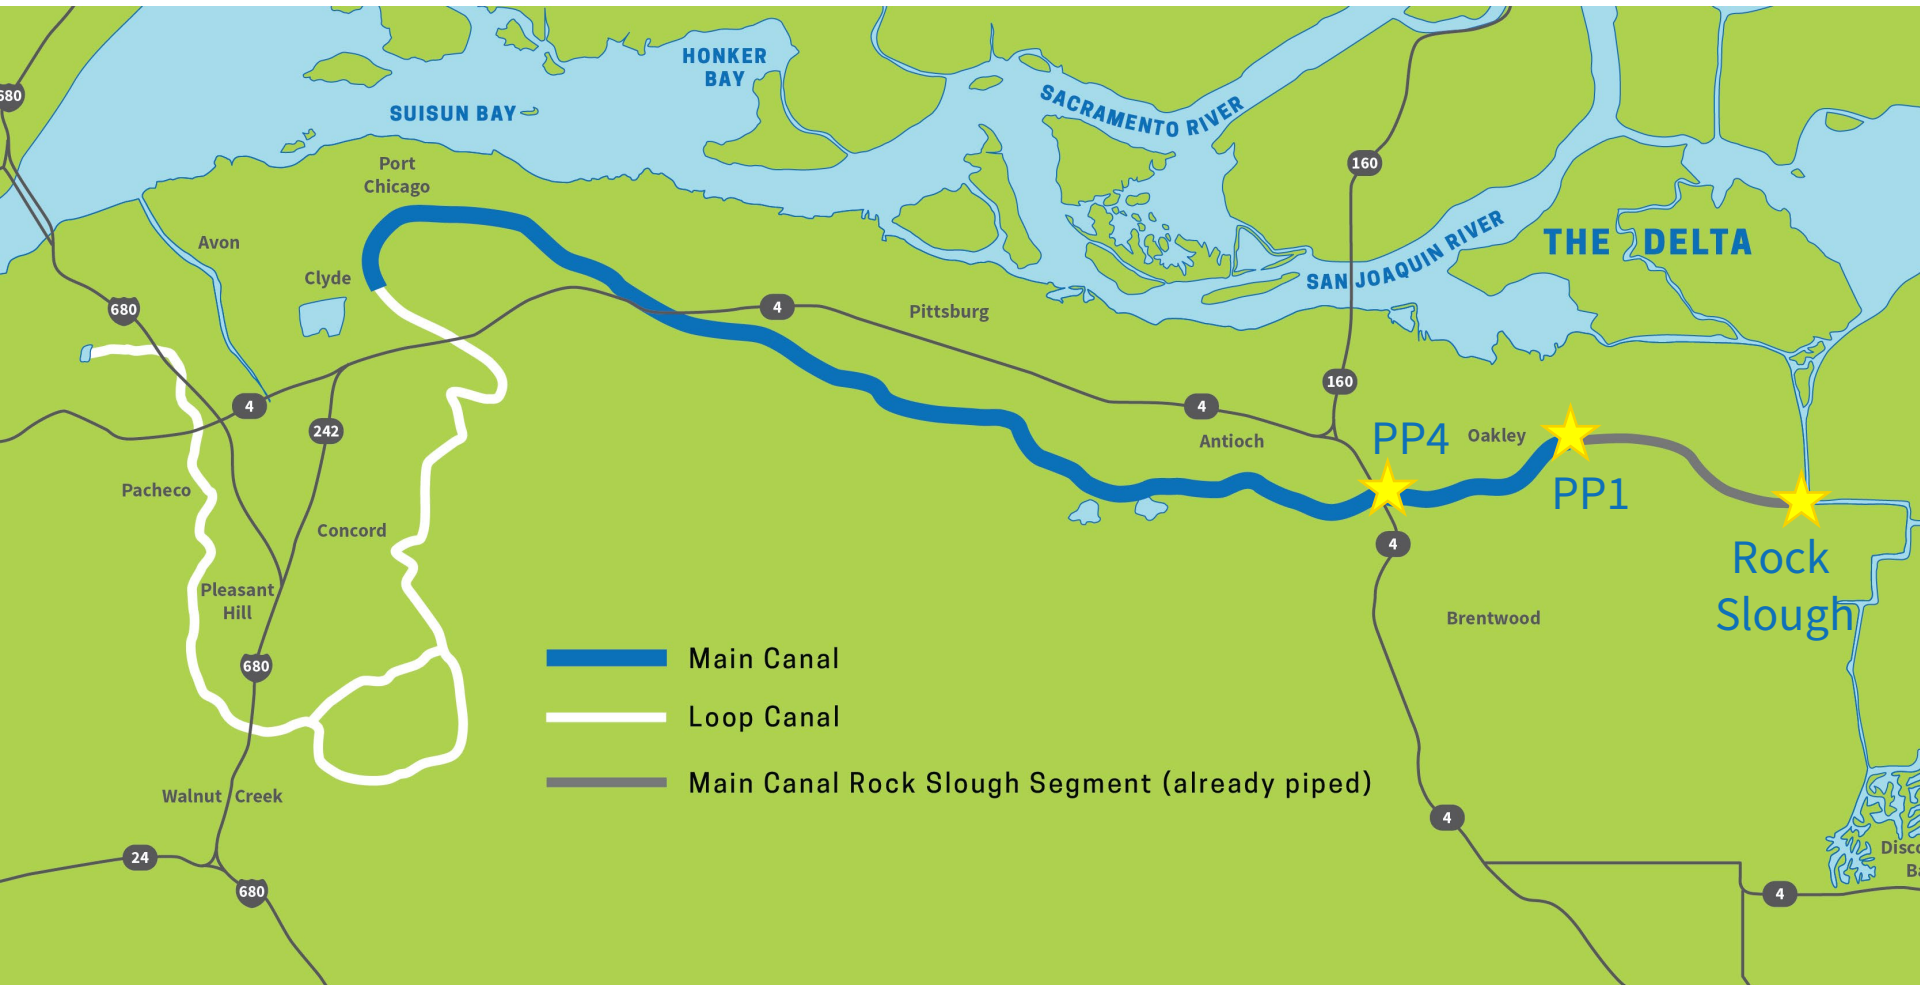 HONKER
BAY
680
SUISUN BAY
SACRAMENTO RIVER
Port
Chicago
160
Avon
THE DELTA
SAN JOAQUIN RIVER
Clyde
680
4
Pittsburg
160
4
4
242
Antioch
PP4
Oakley
Pacheco
PP1
Concord
4
Rock
Slough
Pleasant
Hill
Brentwood
680
Main Canal
Loop Canal
Main Canal Rock Slough Segment (already piped)
Walnut Creek
4
24
Disco
Ba
680
4